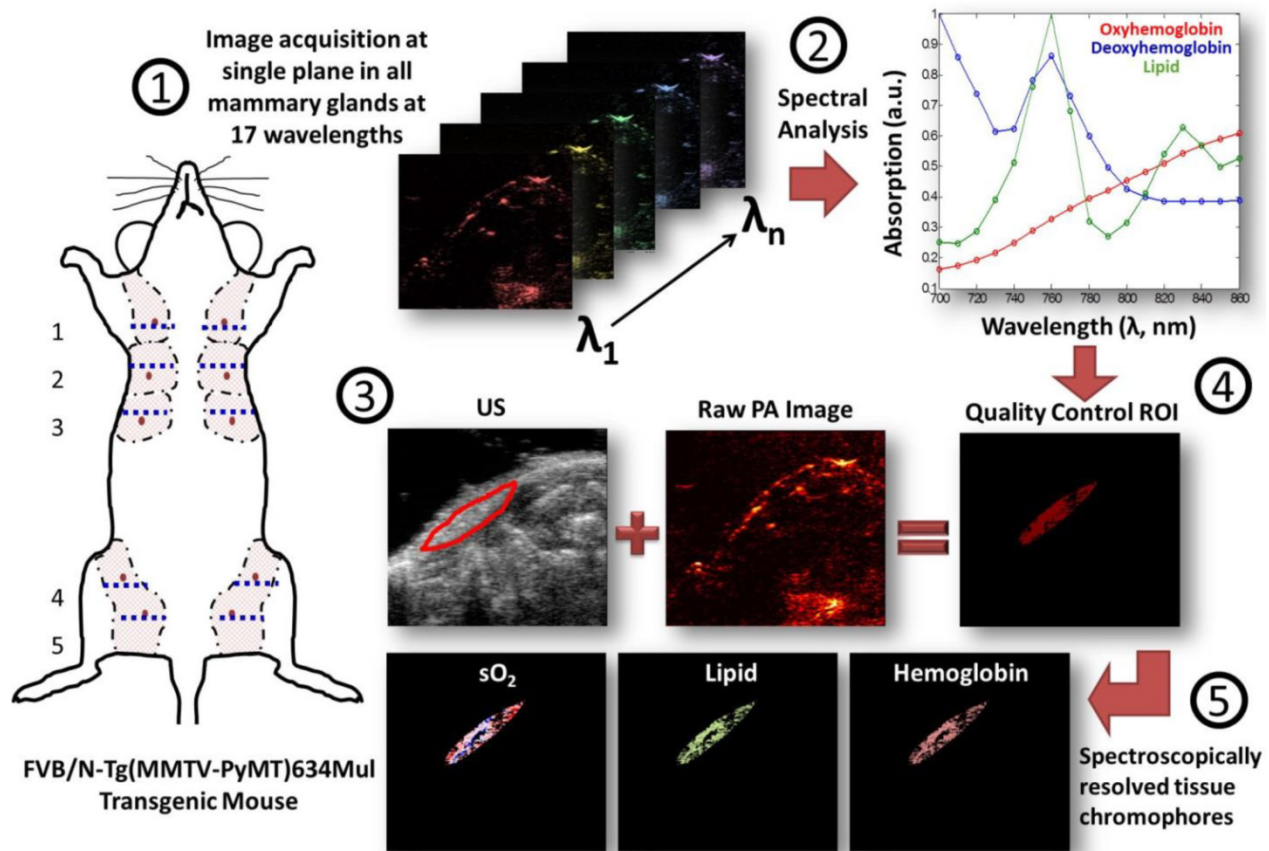 1
Image acquisition at
single plane in all
mammary glands at
17 wavelengths
λ1
λn
2
Spectral
Analysis
Oxyhemoglobin
Deoxyhemoglobin
Lipid
Absorption (a.u.)
1
0.9
0.8
0.7
0.6
0.5
0.4
0.3
0.2
0.1
700 720 740 760 780 800 820 840 860
Wavelength (λ, nm)
1
2
3
4
5
FVB/N-Tg(MMTV-PyMT)634Mul
Transgenic Mouse
3
US
Raw PA Image
4
Quality Control ROI
sO2
Lipid
Hemoglobin
5
Spectroscopically
resolved tissue
chromophores